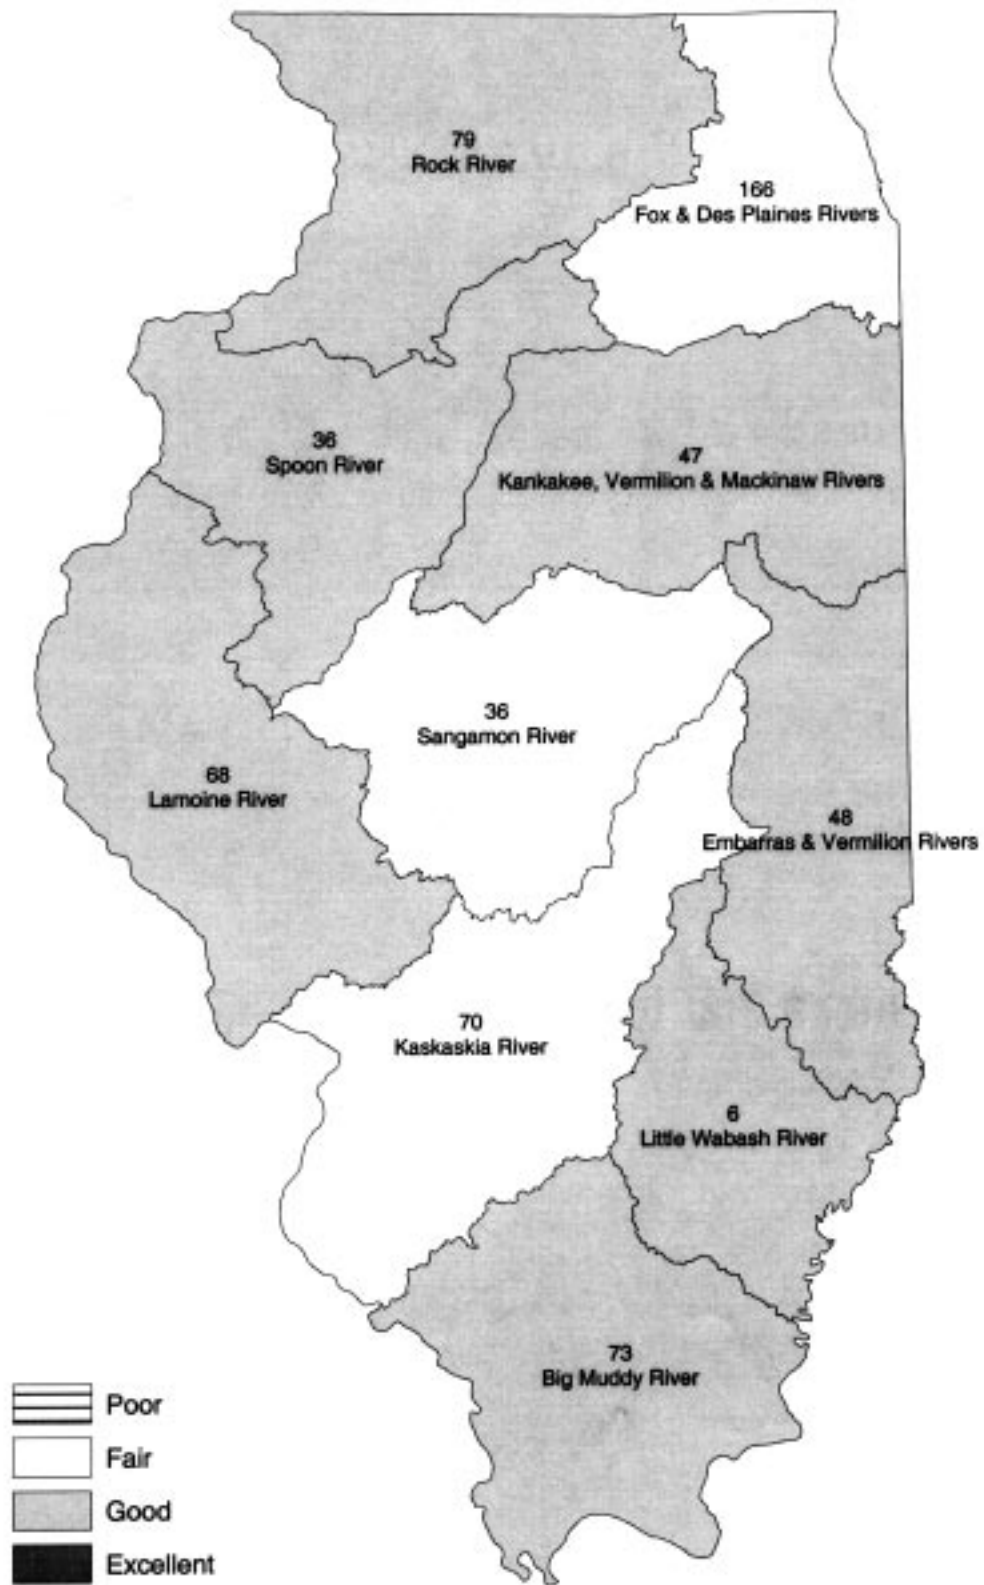 79
Rock River
166
Fox & Des Plaines Rivers
36
Spoon River
47
Kankakee, Vermilion & Mackinaw Rivers
36
Sangamon River
68
Lamoine River
48
Embarras & Vermilion Rivers
70
Kaskaskia River
6
Little Wabash River
73
Big Muddy River
Poor
Fair
Good
Excellent